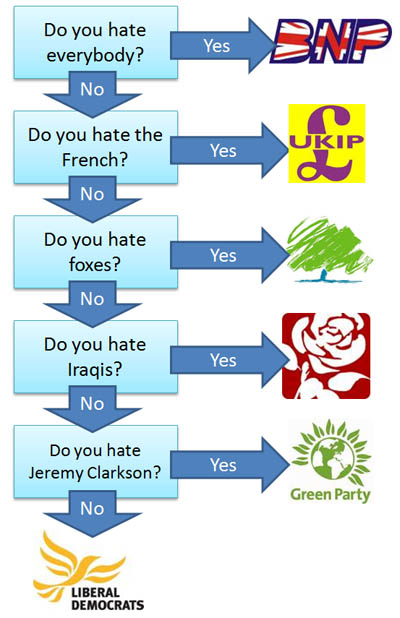 Do you hate
everybody?
Yes
BNP
No
Do you hate the
French?
Yes
£
UKIP
No
Do you hate
foxes?
Yes
No
Do you hate
Iraqis?
Yes
No
Do you hate
Jeremy Clarkson?
Yes
Green Party
No
LIBERAL
DEMOCRATS